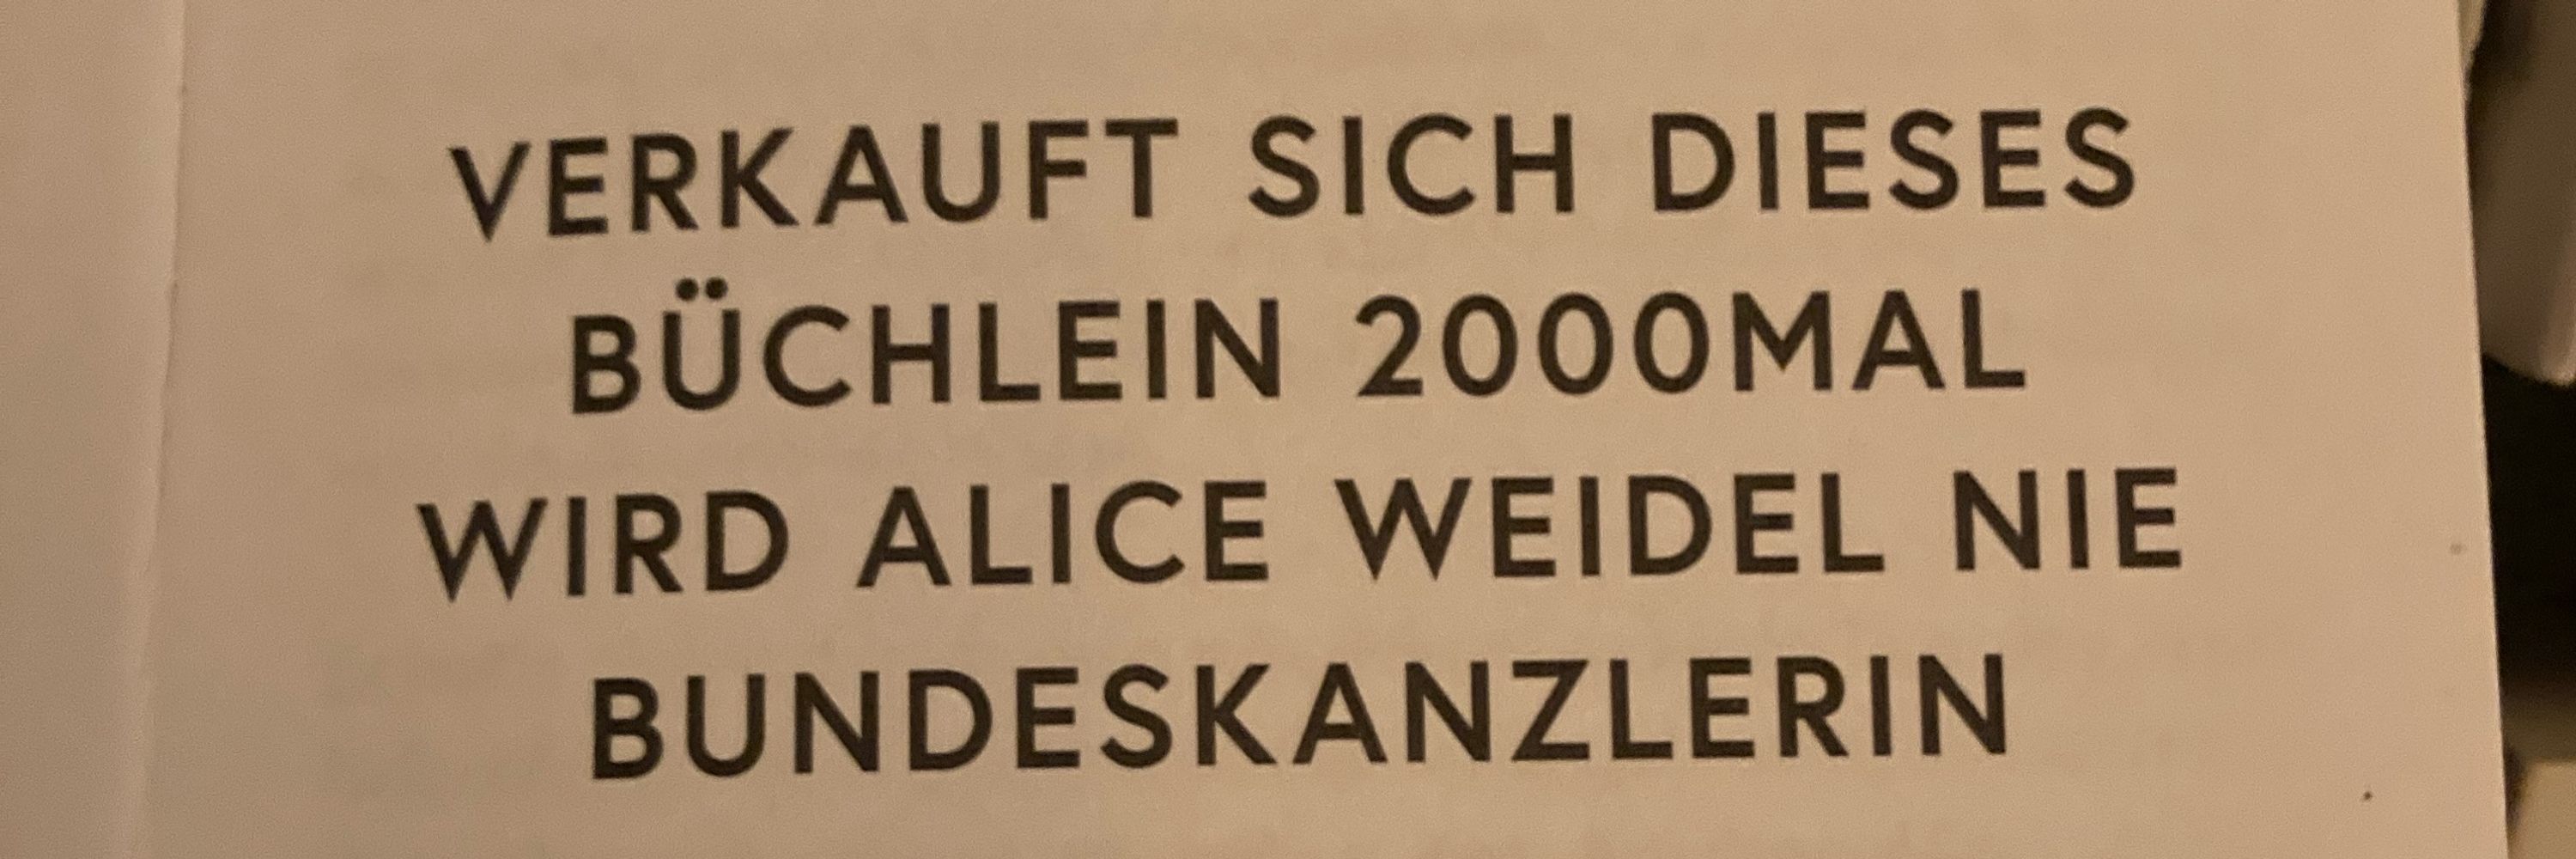 VERKAUFT SICH DIESES
BÜCHLEIN 2000MAL
WIRD ALICE WEIDEL NIE
BUNDESKANZLERIN